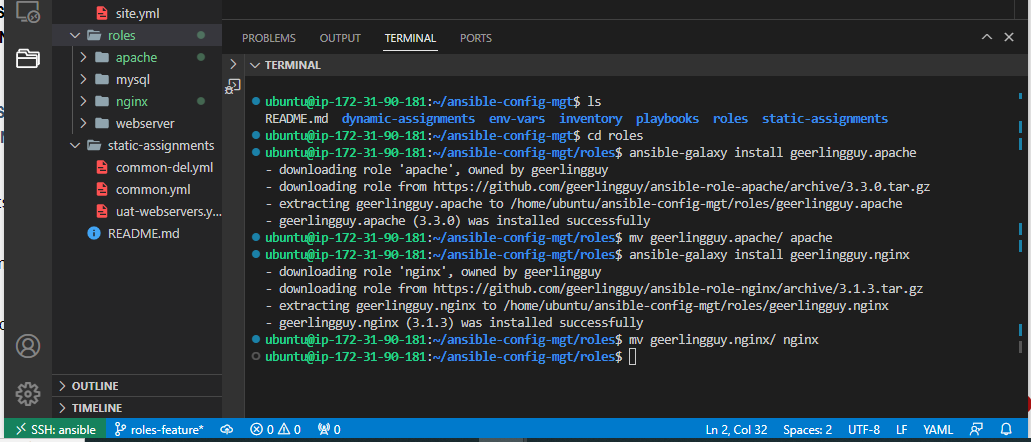 site.yml
roles
apache
mysql
nginx
webserver
static-assignments
common-del.yml
common.yml
uat-webservers.y...
README.md
OUTLINE
TIMELINE
PROBLEMS OUTPUT TERMINAL PORTS
TERMINAL
ubuntu@ip-172-31-90-181:~/ansible-config-mgt$ ls
README.md dynamic-assignments env-vars inventory playbooks roles static-assignments
ubuntu@ip-172-31-90-181:~/ansible-config-mgt$ cd roles
ubuntu@ip-172-31-90-181:~/ansible-config-mgt/roles$ ansible-galaxy install geerlingguy.apache
- downloading role 'apache', owned by geerlingguy
- downloading role from https://github.com/geerlingguy/ansible-role-apache/archive/3.3.0.tar.gz
- extracting geerlingguy.apache to /home/ubuntu/ansible-config-mgt/roles/geerlingguy.apache
- geerlingguy.apache (3.3.0) was installed successfully
ubuntu@ip-172-31-90-181:~/ansible-config-mgt/roles$ mv geerlingguy.apache/ apache
ubuntu@ip-172-31-90-181:~/ansible-config-mgt/roles$ ansible-galaxy install geerlingguy.nginx
- downloading role 'nginx', owned by geerlingguy
- downloading role from https://github.com/geerlingguy/ansible-role-nginx/archive/3.1.3.tar.gz
- extracting geerlingguy.nginx to /home/ubuntu/ansible-config-mgt/roles/geerlingguy.nginx
- geerlingguy.nginx (3.1.3) was installed successfully
ubuntu@ip-172-31-90-181:~/ansible-config-mgt/roles$ mv geerlingguy.nginx/ nginx
ubuntu@ip-172-31-90-181:~/ansible-config-mgt/roles$
SSH: ansible roles-feature* 0 0 0 Ln 2, Col 32 Spaces: 2 UTF-8 LF YAML